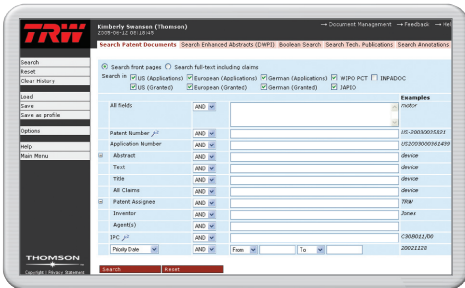 TRW
Kimberly Swanson (Thomson)
2008-06-12 08:18:49
→ Document Management → Feedback → Hel
Search Patent Documents Search Enhanced Abstracts (DWPI) Boolean Search Search Tech. Publications Search Annotations
Search
Reset
Clear History
Load
Save
Save as profile
Options
Help
Main Menu
Search front pages Search full-text including claims
Search in US (Applications) European (Applications) German (Applications) WIPO PCT INPADOC
US (Granted) European (Granted) German (Granted) JAPIO
Examples
All fields AND motor
Patent Number AND US-20030035821
Application Number AND US2003000361499
Abstract AND device
Text AND device
Title AND device
All Claims AND device
Patent Assignee AND TRW
Inventor AND Jones
Agent(s) AND
IPC AND C30B011/00
Priority Date AND From To 20021128
Search Reset
THOMSON
Copyright | Privacy Statement